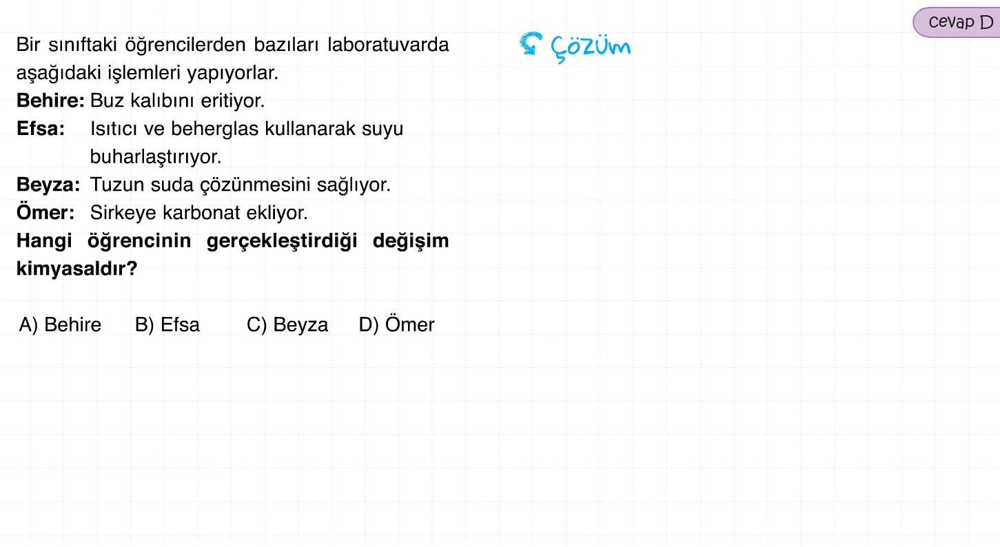 Bir sınıftaki öğrencilerden bazıları laboratuvarda
aşağıdaki işlemleri yapıyorlar.
Behire: Buz kalıbını eritiyor.
Efsa: Isıtıcı ve beherglas kullanarak suyu
buharlaştırıyor.
Beyza: Tuzun suda çözünmesini sağlıyor.
Ömer: Sirkeye karbonat ekliyor.
Hangi öğrencinin gerçekleştirdiği değişim
kimyasaldır?
A) Behire B) Efsa C) Beyza D) Ömer
Çözüm
Cevap D